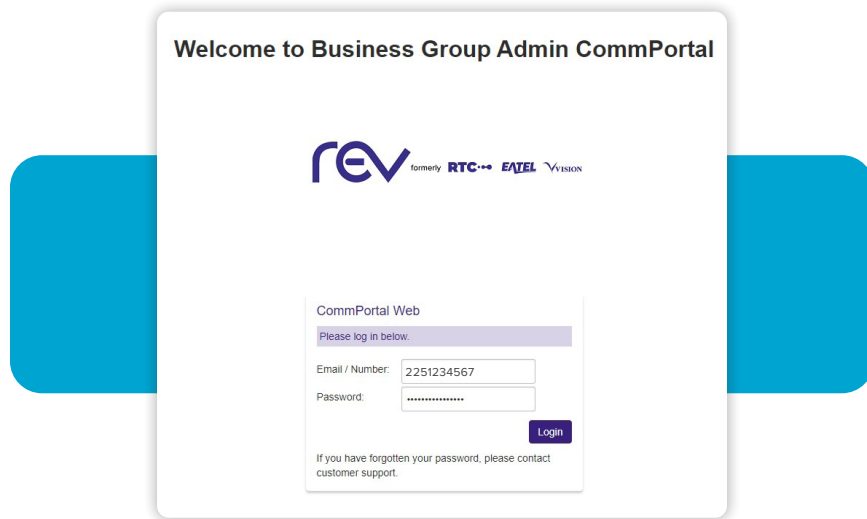 Welcome to Business Group Admin CommPortal
rev formerly RTC EATEL VISION
CommPortal Web
Please log in below.
Email / Number: 2251234567
Password: ••••••••••••••••
Login
If you have forgotten your password, please contact
customer support.